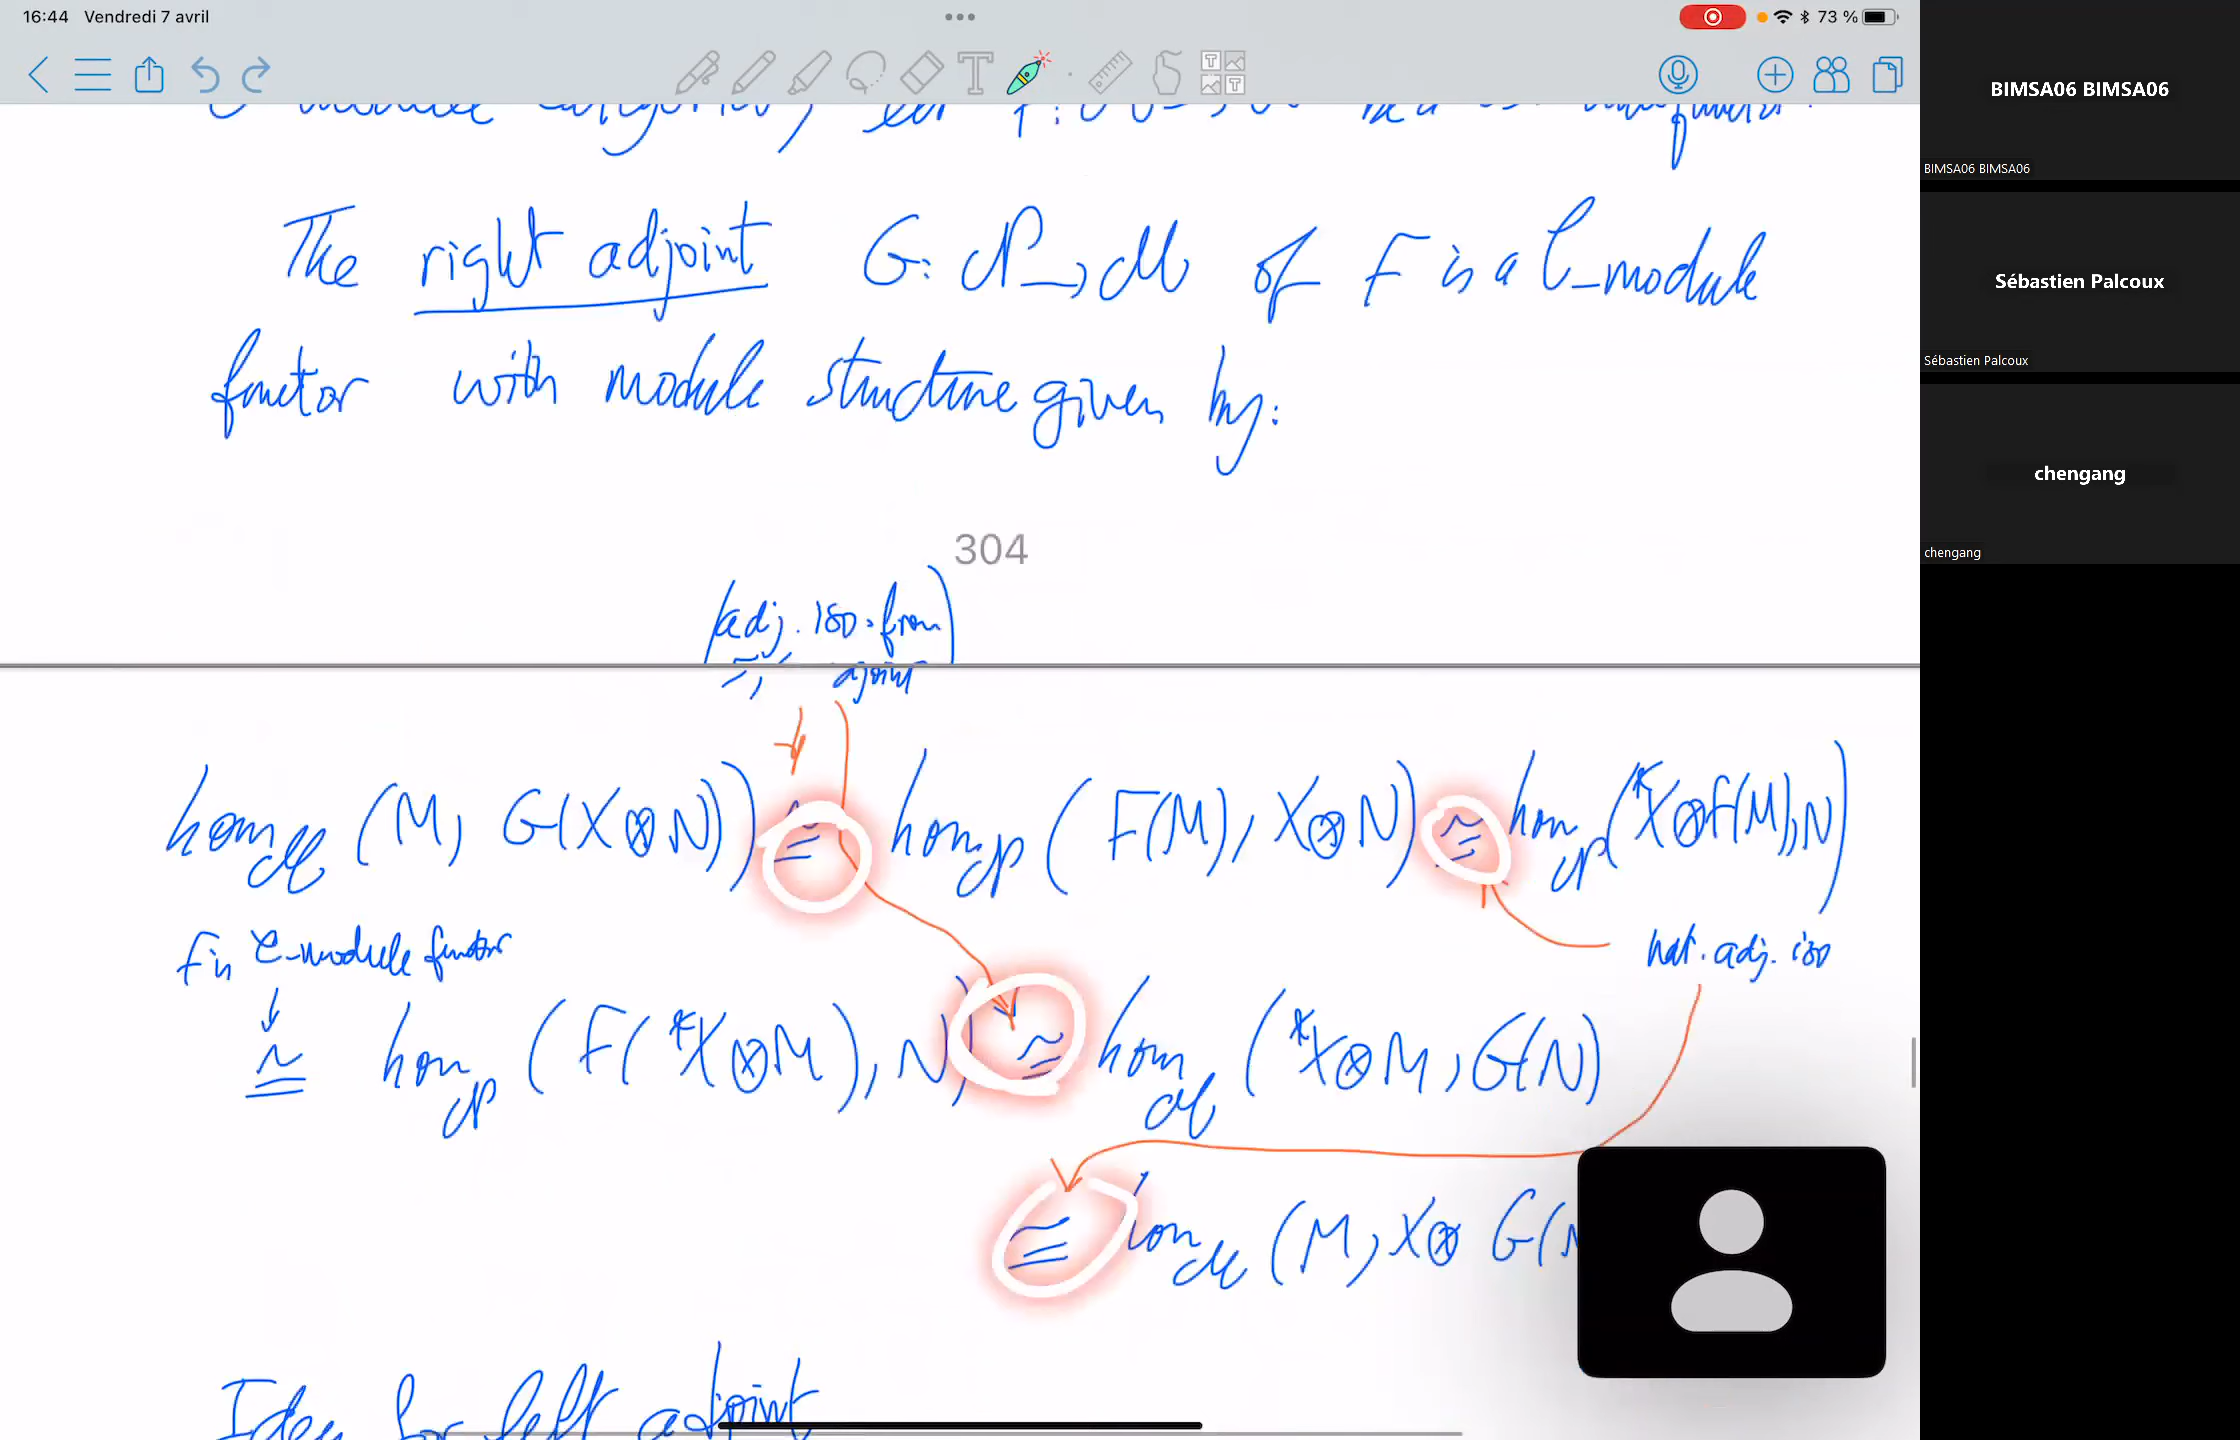 16:44 Vendredi 7 avril
73 %
The right adjoint G: N → M of F is a C-module
functor with module structure given by:
304
(adj. iso. from
hom_M (M, G(X⊗N)) ≅ hom_N (F(M), X⊗N) ≅ hom_N (*X⊗F(M), N)
F is C-module functor
nat. adj. iso
≅ hom_N (F(*X⊗M), N) ≅ hom_M (*X⊗M, G(N)
≅ hom_M (M, X⊗ G(N
Idem for left adjoint
BIMSA06 BIMSA06
BIMSA06 BIMSA06
Sébastien Palcoux
Sébastien Palcoux
chengang
chengang